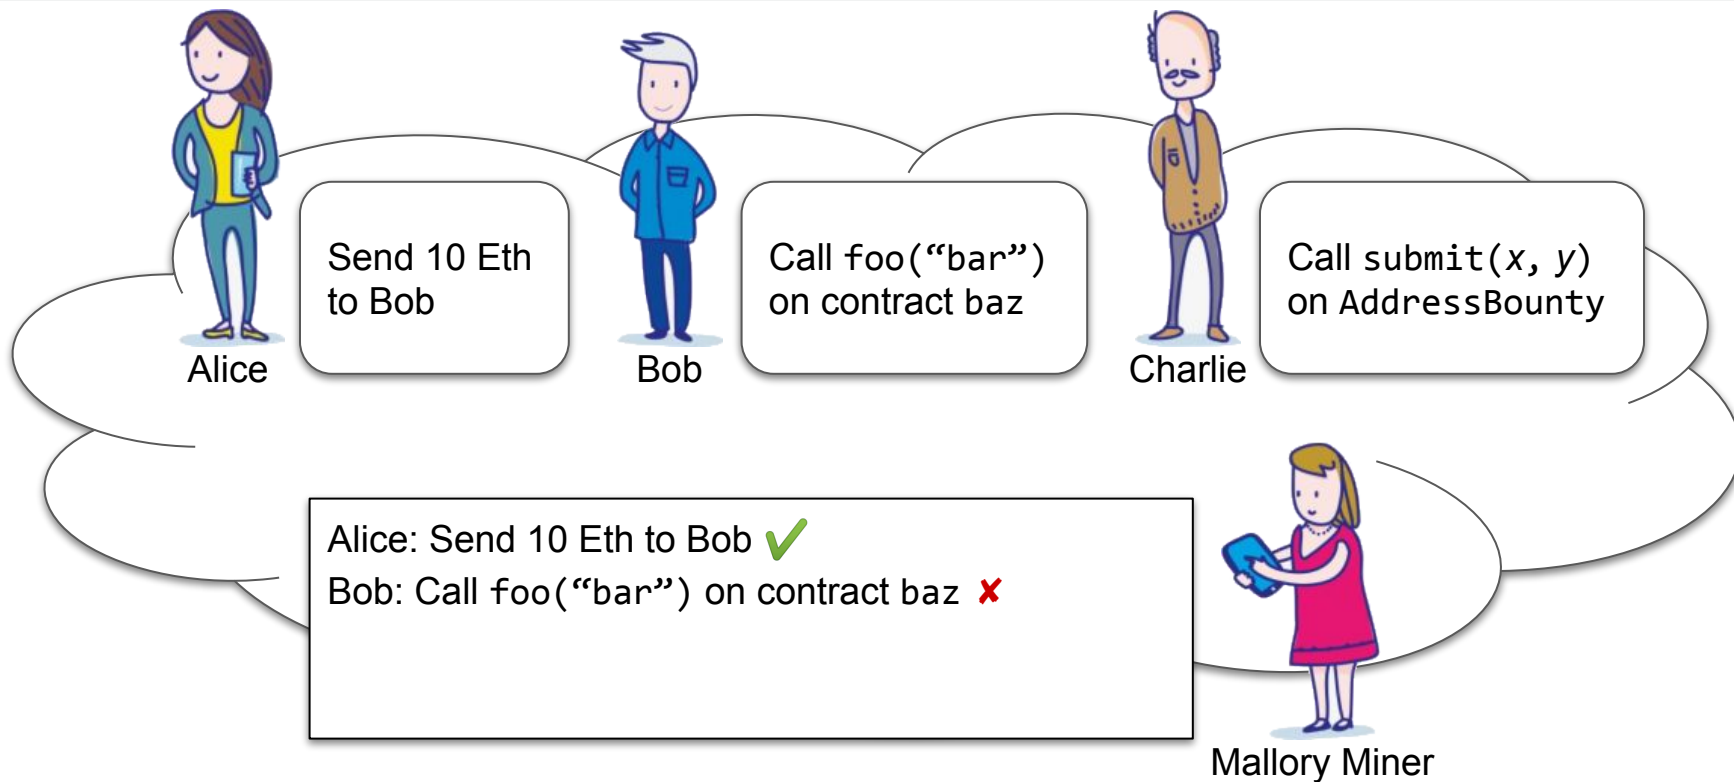 Send 10 Eth
to Bob
Call foo(“bar”)
on contract baz
Call submit(x, y)
on AddressBounty
Alice
Bob
Charlie
Alice: Send 10 Eth to Bob ✔
Bob: Call foo(“bar”) on contract baz ✘
Mallory Miner